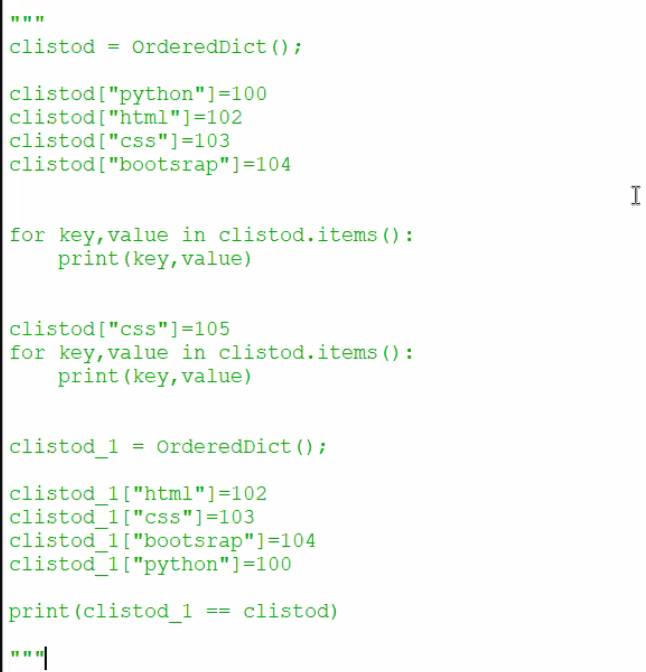 """
clistod = OrderedDict();
clistod["python"]=100
clistod["html"]=102
clistod["css"]=103
clistod["bootsrap"]=104
for key,value in clistod.items():
    print(key,value)
clistod["css"]=105
for key,value in clistod.items():
    print(key,value)
clistod_1 = OrderedDict();
clistod_1["html"]=102
clistod_1["css"]=103
clistod_1["bootsrap"]=104
clistod_1["python"]=100
print(clistod_1 == clistod)
"""